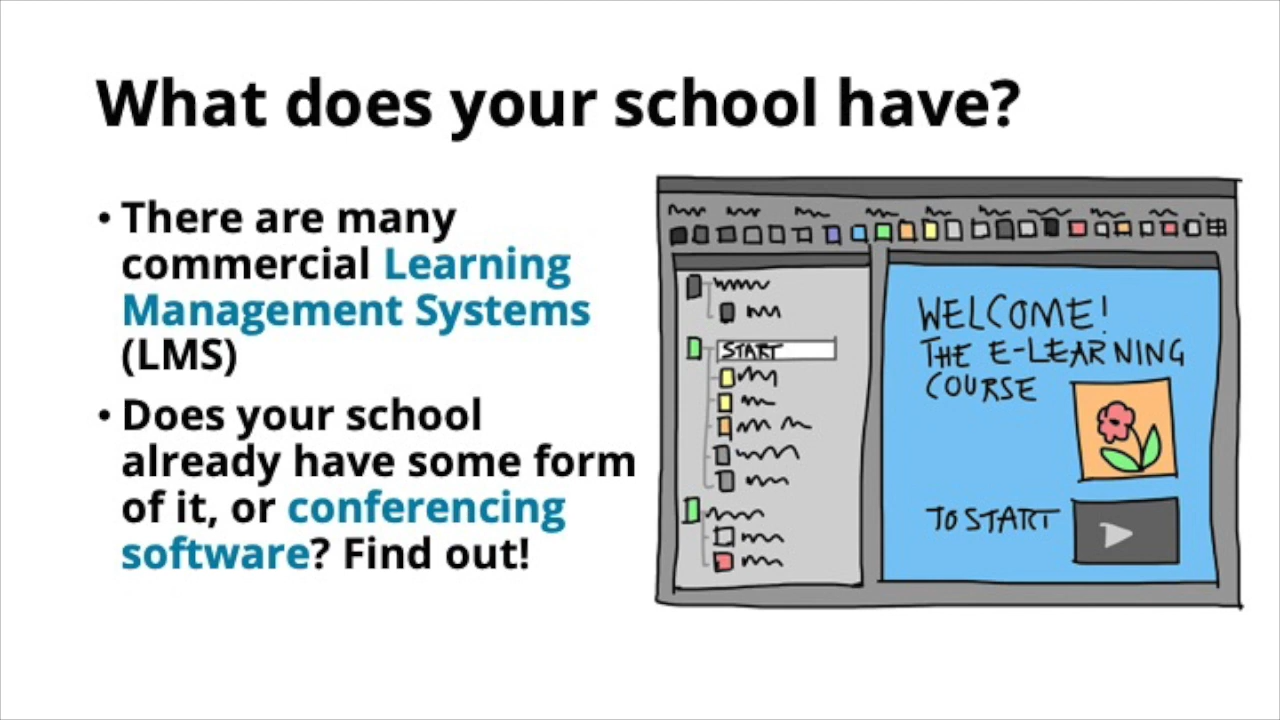 What does your school have?
• There are many
commercial Learning
Management Systems
(LMS)
• Does your school
already have some form
of it, or conferencing
software? Find out!
START
WELCOME!
THE E-LEARNING
COURSE
TO START